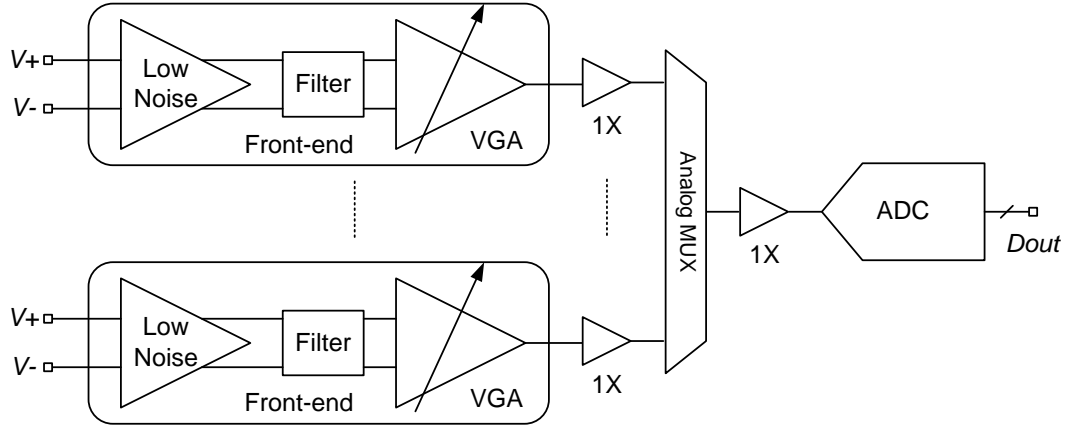 V+
V-
Low
Noise
Filter
Front-end
VGA
1X
Analog MUX
1X
ADC
Dout
V+
V-
Low
Noise
Filter
Front-end
VGA
1X